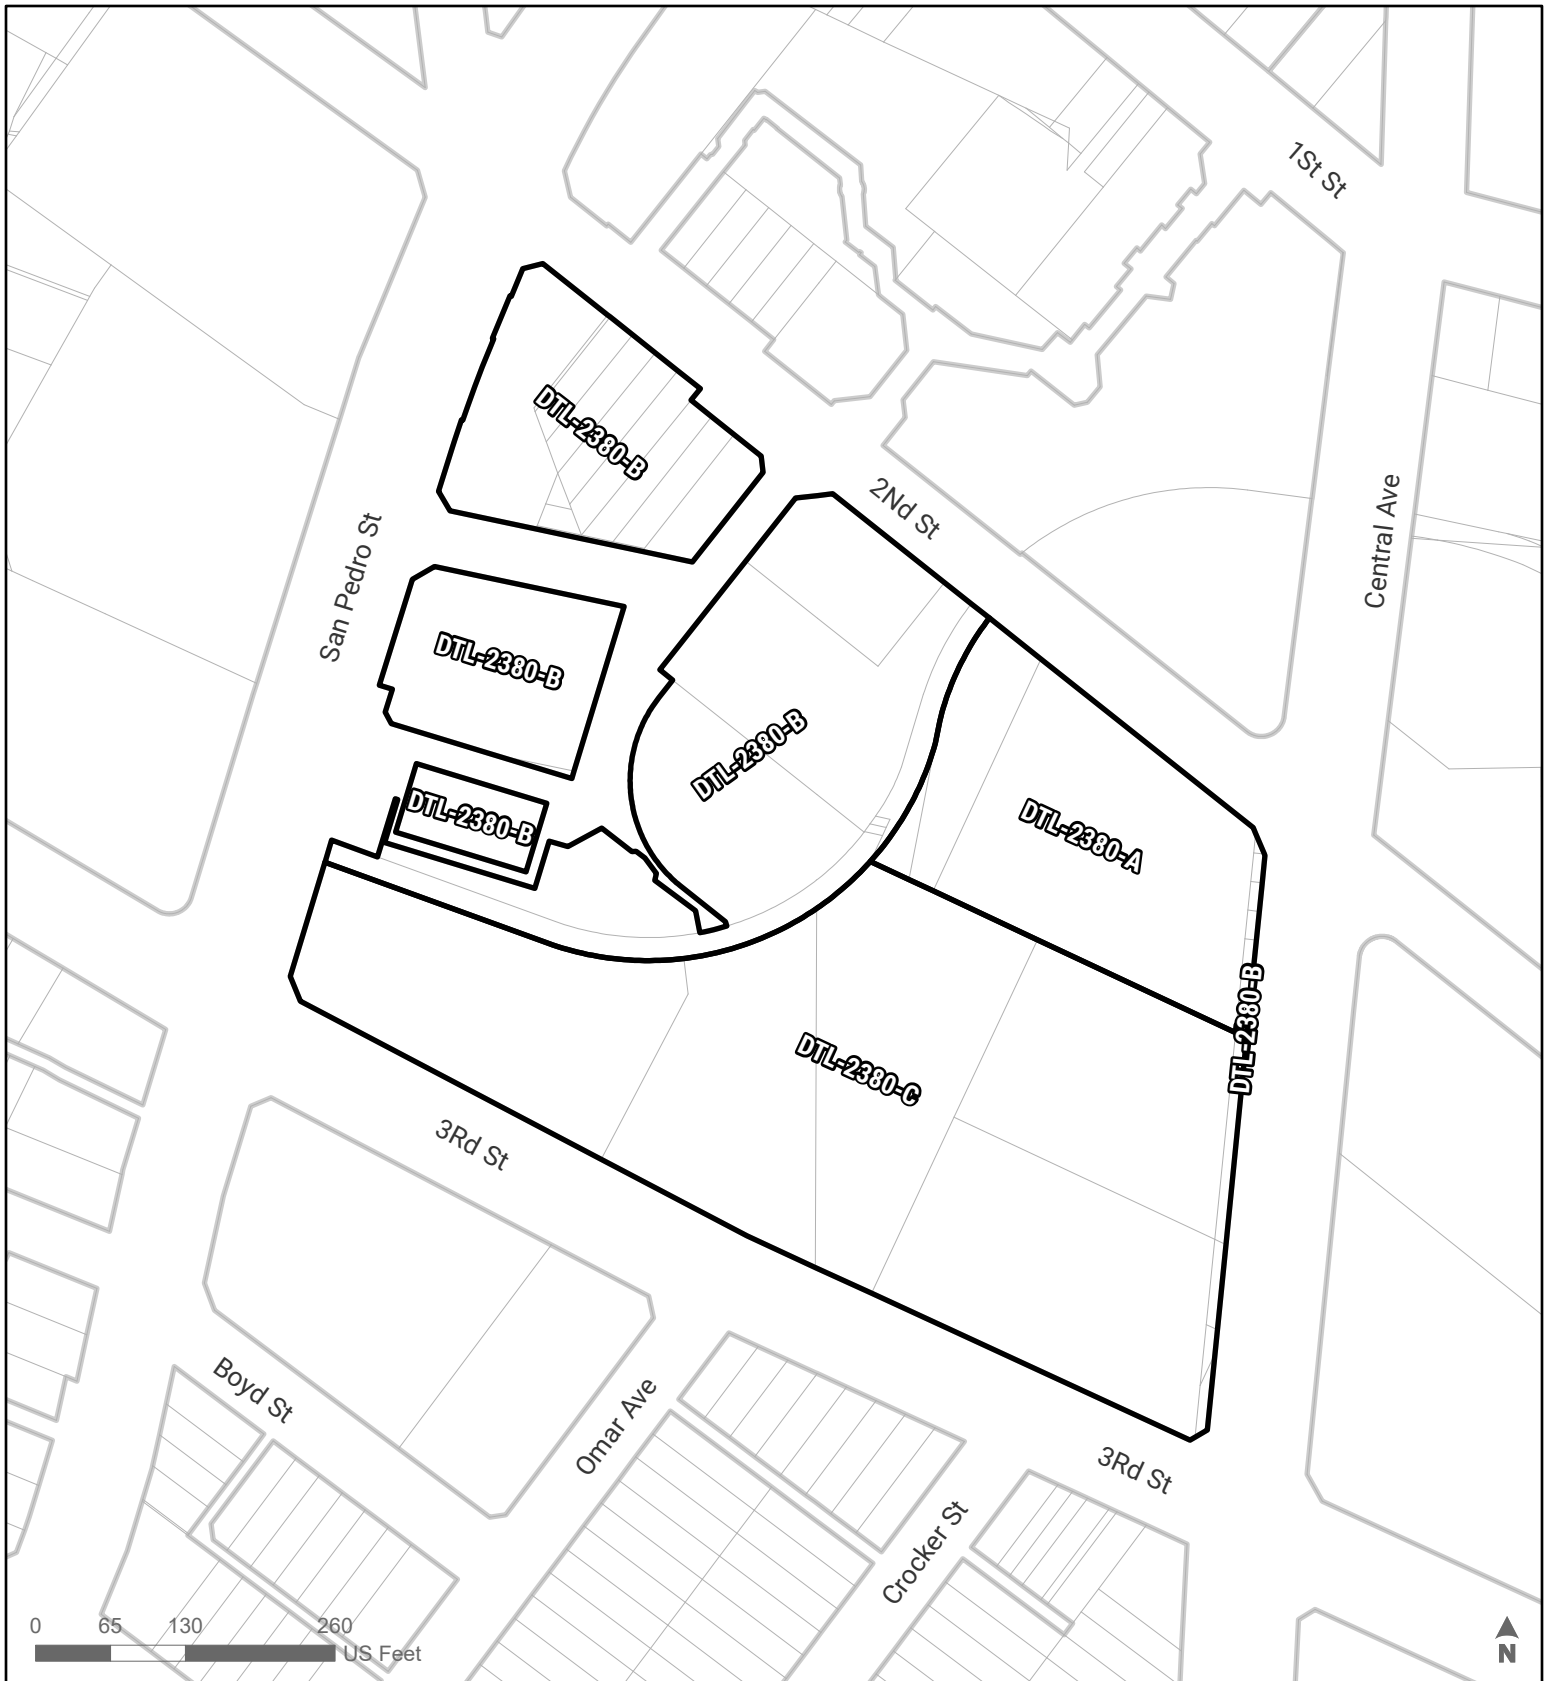 1St St
DTL-2380-B
2Nd St
Central Ave
San Pedro St
DTL-2380-B
DTL-2380-B
DTL-2380-B
DTL-2380-A
DTL-2380-B
DTL-2380-C
3Rd St
Boyd St
Omar Ave
3Rd St
Crocker St
0 65 130 260
US Feet
N